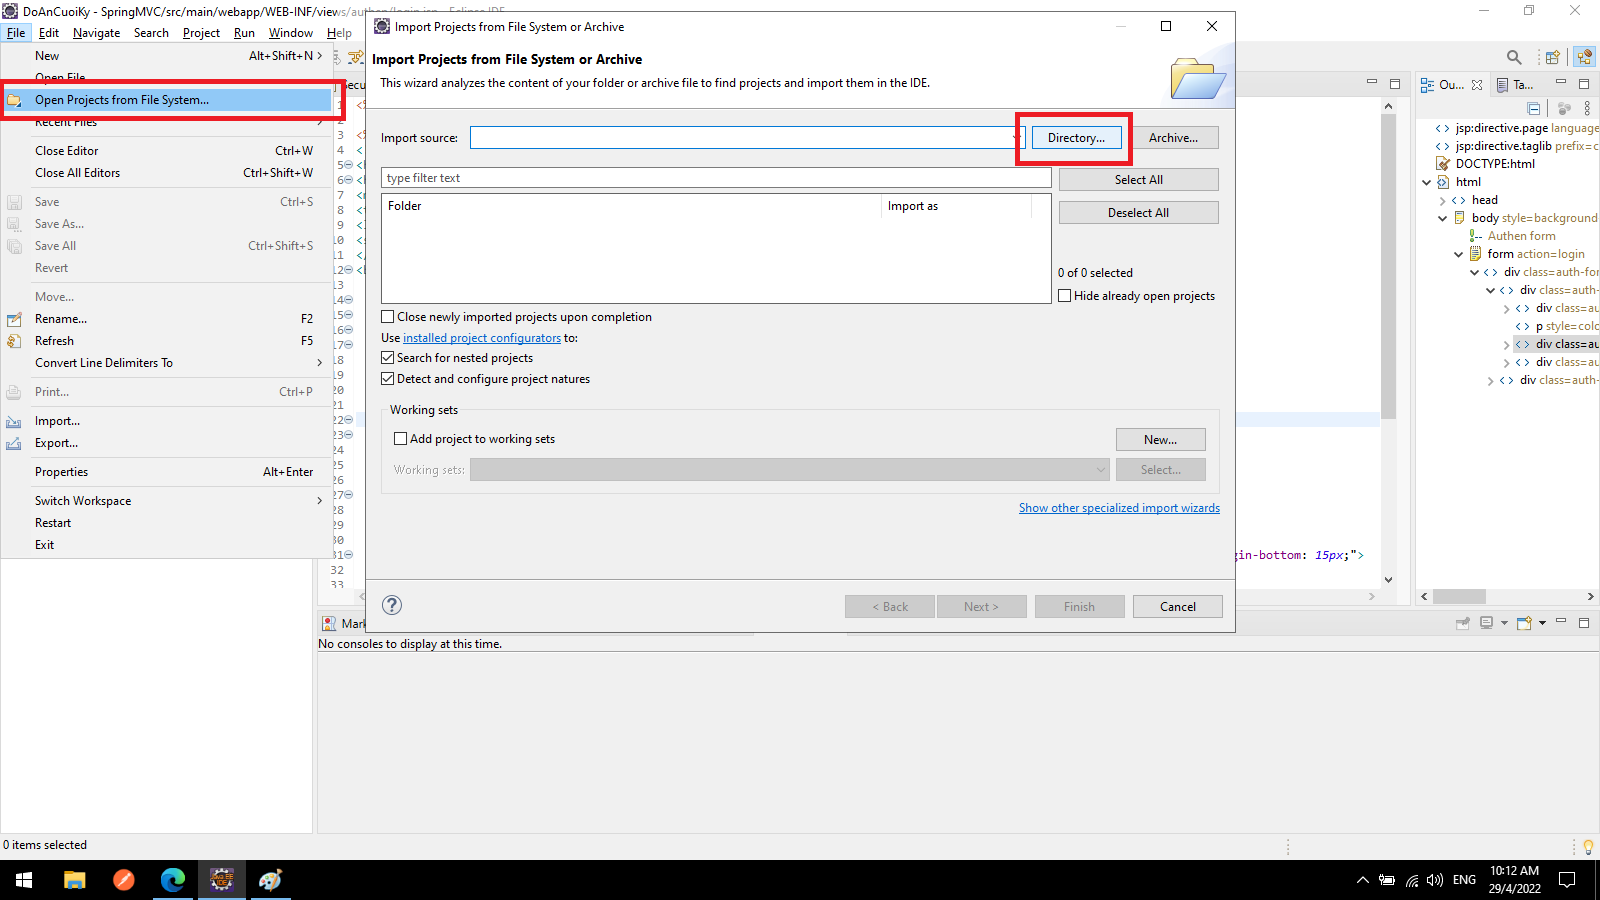 DoAnCuoiKy - SpringMVC/src/main/webapp/WEB-INF/views/authen/login.jsp - Eclipse IDE
File Edit Navigate Search Project Run Window Help
New Alt+Shift+N
Open File
Open Projects from File System...
Recent Files
Close Editor Ctrl+W
Close All Editors Ctrl+Shift+W
Save Ctrl+S
Save As...
Save All Ctrl+Shift+S
Revert
Move...
Rename... F2
Refresh F5
Convert Line Delimiters To
Print... Ctrl+P
Import...
Export...
Properties Alt+Enter
Switch Workspace
Restart
Exit
Import Projects from File System or Archive
Import Projects from File System or Archive
This wizard analyzes the content of your folder or archive file to find projects and import them in the IDE.
Import source: Directory... Archive...
type filter text
Select All
Folder Import as
Deselect All
0 of 0 selected
Hide already open projects
Close newly imported projects upon completion
Use installed project configurators to:
Search for nested projects
Detect and configure project natures
Working sets
Add project to working sets New...
Working sets: Select...
Show other specialized import wizards
? < Back Next > Finish Cancel
gin-bottom: 15px;">
32
33
Ou... Ta...
jsp:directive.page language
jsp:directive.taglib prefix=c
DOCTYPE:html
html
head
body style=background
Authen form
form action=login
div class=auth-for
div class=auth-
div class=au
p style=colo
div class=au
div class=au
div class=auth-
Mark
No consoles to display at this time.
0 items selected
ENG
10:12 AM
29/4/2022